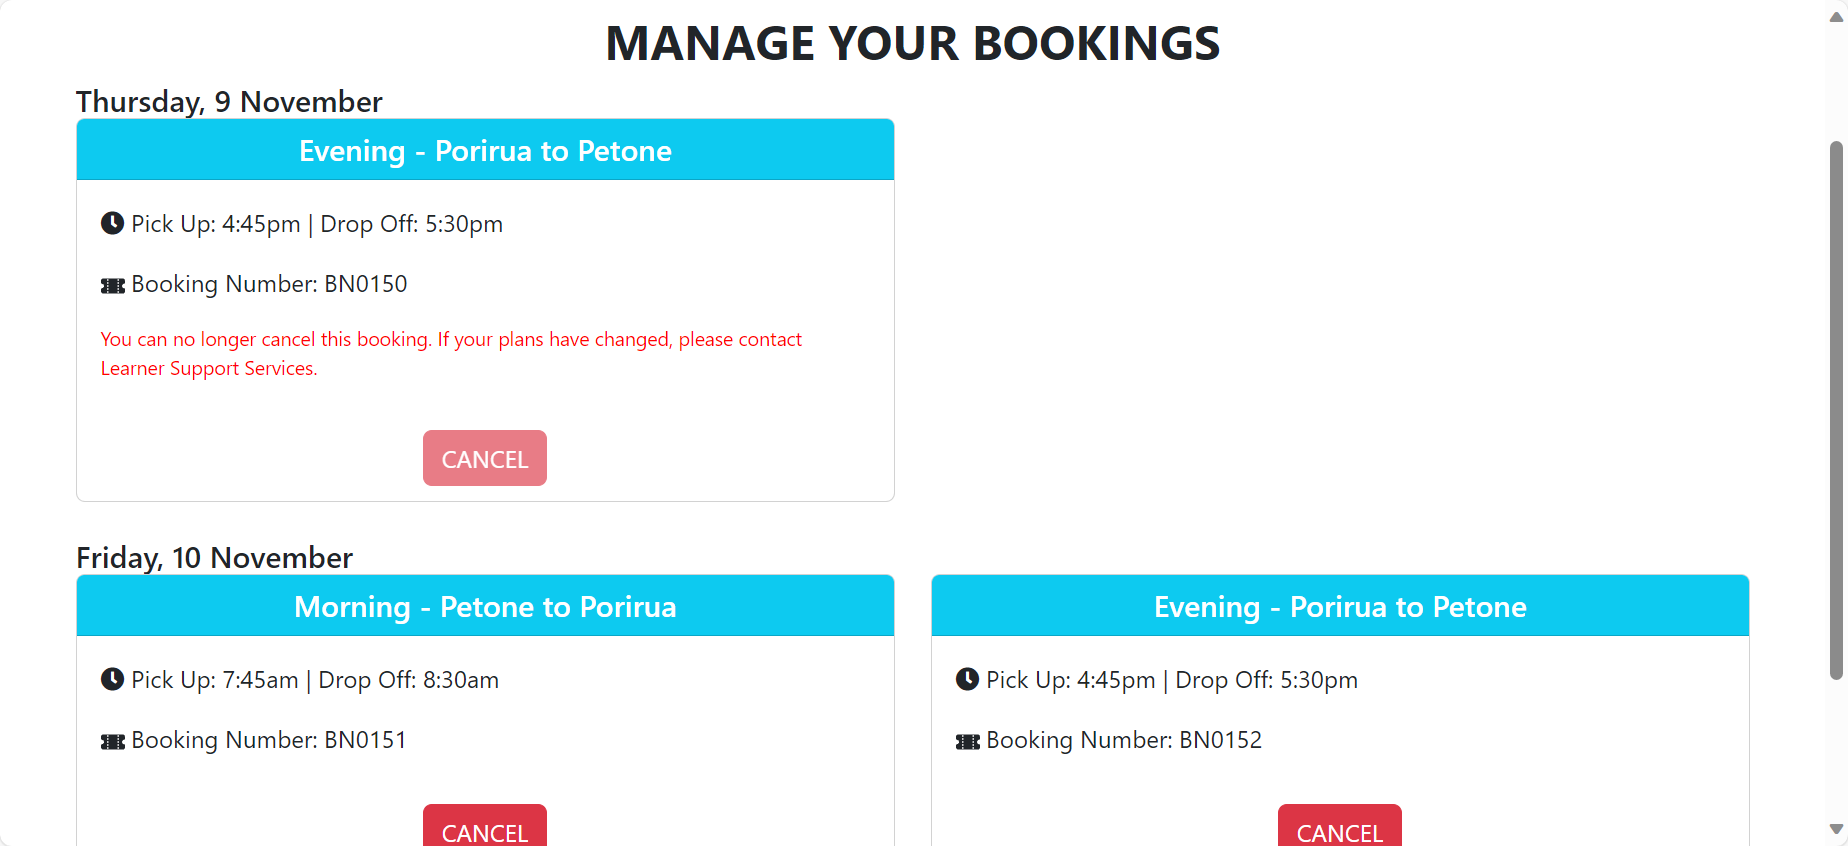 MANAGE YOUR BOOKINGS
Thursday, 9 November
Evening - Porirua to Petone
Pick Up: 4:45pm | Drop Off: 5:30pm
Booking Number: BN0150
You can no longer cancel this booking. If your plans have changed, please contact
Learner Support Services.
CANCEL
Friday, 10 November
Morning - Petone to Porirua
Pick Up: 7:45am | Drop Off: 8:30am
Booking Number: BN0151
CANCEL
Evening - Porirua to Petone
Pick Up: 4:45pm | Drop Off: 5:30pm
Booking Number: BN0152
CANCEL